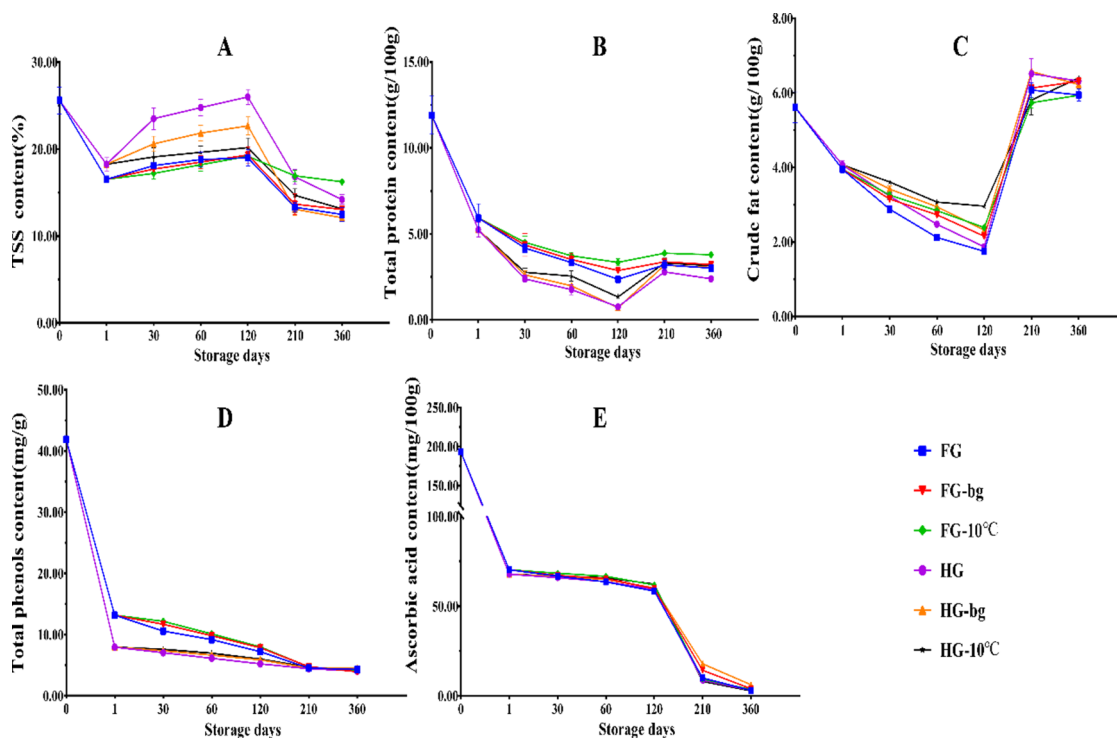 A
TSS content(%)
30.00
20.00
10.00
0.00
0 1 30 60 120 210 360
Storage days
B
Total protein content(g/100g)
15.00
10.00
5.00
0.00
0 1 30 60 120 210 360
Storage days
C
Crude fat content(g/100g)
8.00
6.00
4.00
2.00
0.00
0 1 30 60 120 210 360
Storage days
D
Total phenols content(mg/g)
50.00
40.00
30.00
20.00
10.00
0.00
0 1 30 60 120 210 360
Storage days
E
Ascorbic acid content(mg/100g)
250.00
200.00
150.00
100.00
50.00
0.00
0 1 30 60 120 210 360
Storage days
FG
FG-bg
FG-10℃
HG
HG-bg
HG-10℃